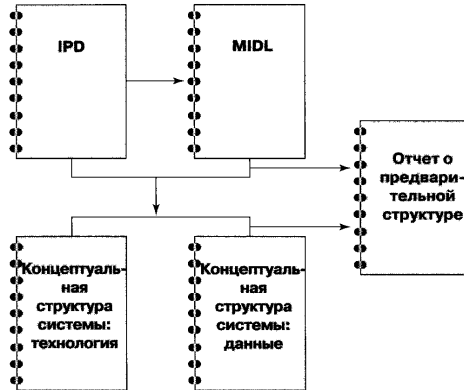 IPD
MIDL
Отчет о
предвари-
тельной
структуре
Концептуаль-
ная
структура
системы:
технология
Концептуаль-
ная
структура
системы:
данные